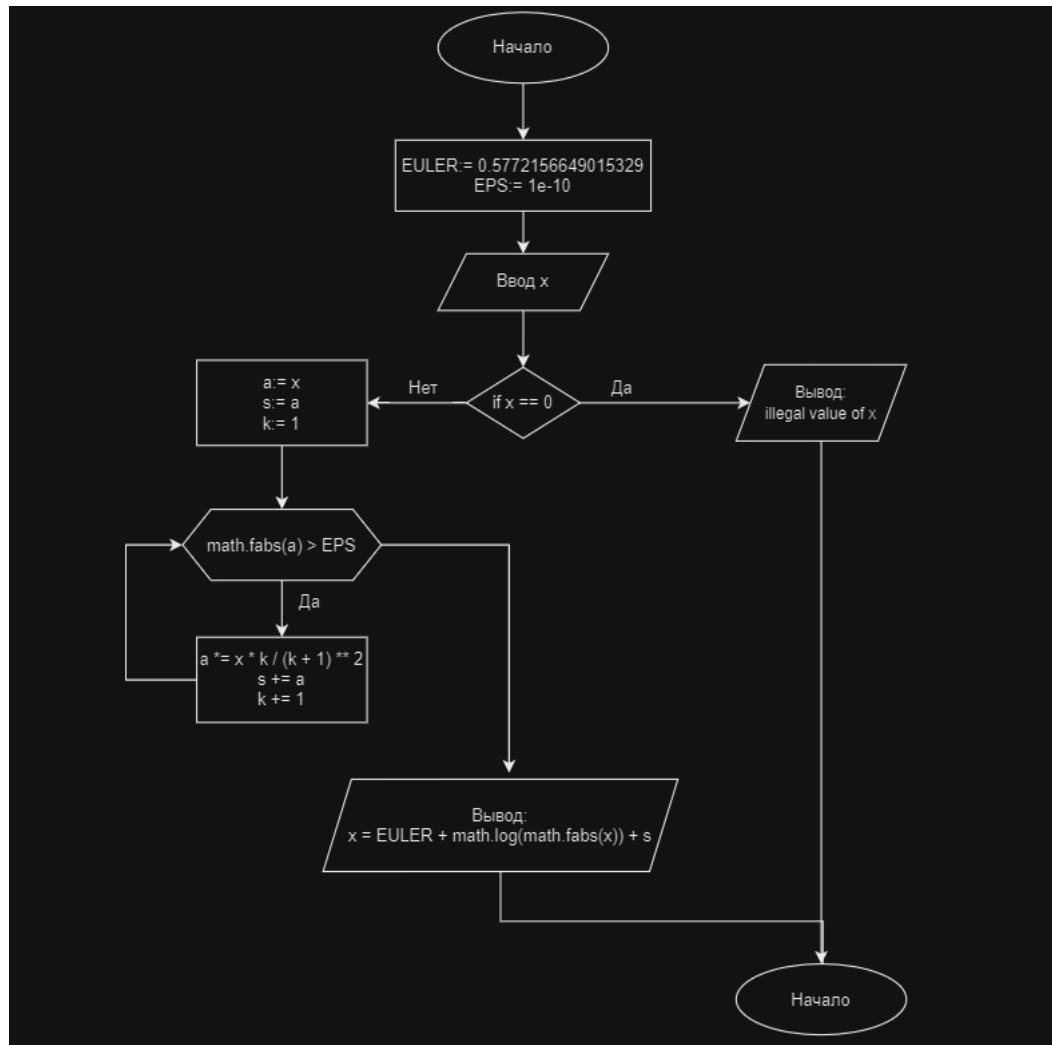 Начало
EULER:= 0.5772156649015329
EPS:= 1e-10
Ввод x
if x == 0
Нет
Да
a:= x
s:= a
k:= 1
Вывод:
illegal value of x
math.fabs(a) > EPS
Да
a *= x * k / (k + 1) ** 2
s += a
k += 1
Вывод:
x = EULER + math.log(math.fabs(x)) + s
Начало